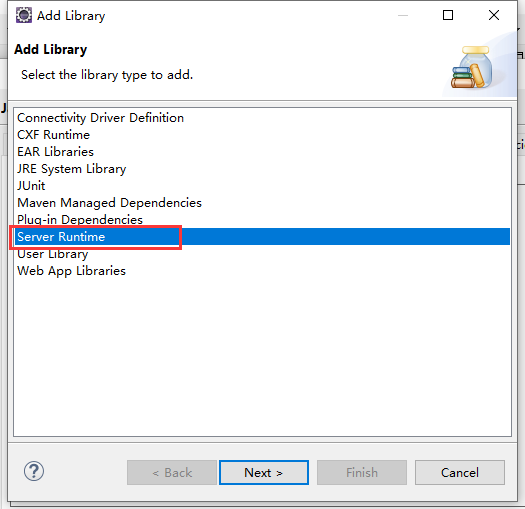 Add Library
Add Library
Select the library type to add.
Connectivity Driver Definition
CXF Runtime
EAR Libraries
JRE System Library
JUnit
Maven Managed Dependencies
Plug-in Dependencies
Server Runtime
User Library
Web App Libraries
?
< Back
Next >
Finish
Cancel